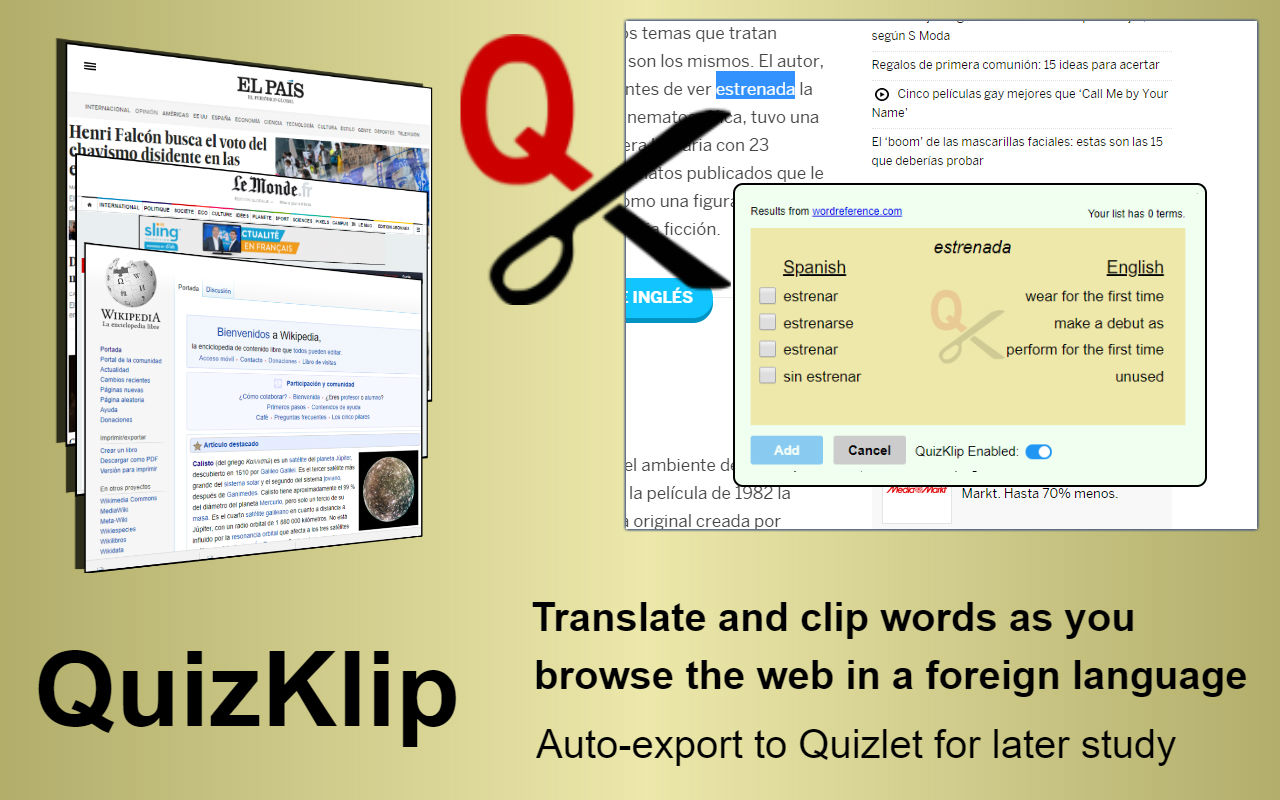 EL PAÍS
EL PERIÓDICO GLOBAL
INTERNACIONAL OPINIÓN AMÉRICAS EE UU ESPAÑA ECONOMÍA CIENCIA TECNOLOGÍA CULTURA ESTILO GENTE DEPORTES TELEVISIÓN
Henri Falcón busca el voto del
chavismo disidente en las
Le Monde.fr
INTERNATIONAL POLITIQUE SOCIÉTÉ ECO CULTURE IDÉES PLANÈTE SPORT SCIENCES PIXELS CAMPUS LE MAG ÉDITION ABONNÉS
sling
ACTUALITÉ
EN FRANÇAIS
WIKIPEDIA
La enciclopedia libre
Portada
Portal de la comunidad
Actualidad
Cambios recientes
Páginas nuevas
Página aleatoria
Ayuda
Donaciones
Imprimir/exportar
Crear un libro
Descargar como PDF
Versión para imprimir
En otros proyectos
Wikimedia Commons
MediaWiki
Meta-Wiki
Wikispecies
Wikilibros
Wikidata
Portada Discusión
Bienvenidos a Wikipedia,
la enciclopedia de contenido libre que todos pueden editar.
Acceso móvil - Contacto - Donaciones - Libro de visitas
Participación y comunidad
¿Cómo colaborar? - Bienvenida - ¿Eres profesor o alumno?
Primeros pasos - Contenidos de ayuda
Café - Preguntas frecuentes - Los cinco pilares
Artículo destacado
Calisto (del griego Καλλιστώ) es un satélite del planeta Júpiter,
descubierto en 1610 por Galileo Galilei. Es el tercer satélite más
grande del sistema solar y el segundo del sistema joviano,
después de Ganimedes. Calisto tiene aproximadamente el 99 %
del diámetro del planeta Mercurio, pero solo un tercio de su
masa. Es el cuarto satélite galileano en cuanto a distancia a
Júpiter, con un radio orbital de 1 880 000 kilómetros. No está
influido por la resonancia orbital que afecta a los tres satélites
Q
os temas que tratan
son los mismos. El autor,
ntes de ver estrenada la
nematográfica, tuvo una
era literaria con 23
natos publicados que le
omo una figura
ficción.
E INGLÉS
el ambiente de
la película de 1982 la
a original creada por
según S Moda
Regalos de primera comunión: 15 ideas para acertar
Cinco películas gay mejores que ‘Call Me by Your
Name’
El ‘boom’ de las mascarillas faciales: estas son las 15
que deberías probar
Results from wordreference.com
Your list has 0 terms.
estrenada
Spanish English
estrenar wear for the first time
estrenarse make a debut as
estrenar perform for the first time
sin estrenar unused
Q
Add Cancel QuizKlip Enabled:
Media Markt
Markt. Hasta 70% menos.
QuizKlip
Translate and clip words as you
browse the web in a foreign language
Auto-export to Quizlet for later study